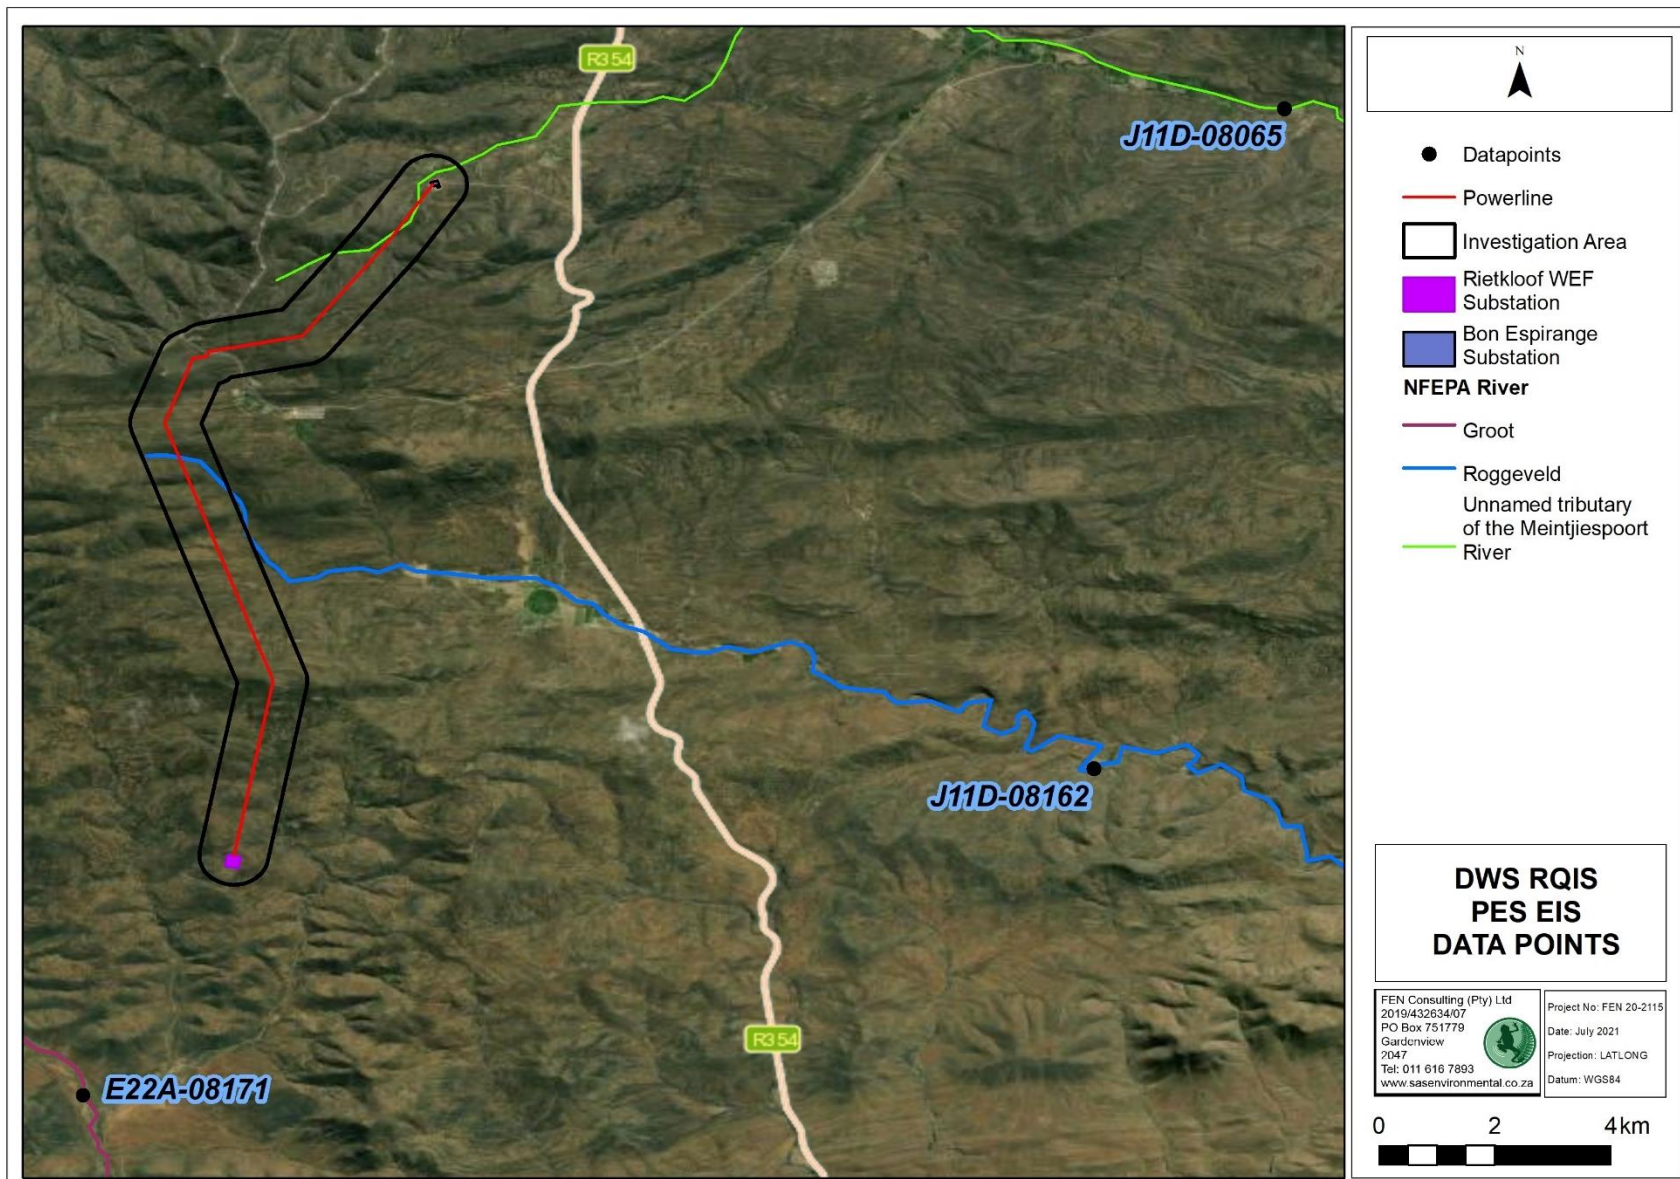 R354
J11D-08065
J11D-08162
R354
E22A-08171
N
Datapoints
Powerline
Investigation Area
Rietkloof WEF
Substation
Bon Espirange
Substation
NFEPA River
Groot
Roggeveld
Unnamed tributary
of the Meintjiespoort
River
DWS RQIS
PES EIS
DATA POINTS
FEN Consulting (Pty) Ltd
2019/432634/07
PO Box 751779
Gardenview
2047
Tel: 011 616 7893
www.sasenvironmental.co.za
Project No: FEN 20-2115
Date: July 2021
Projection: LATLONG
Datum: WGS84
0 2 4 km